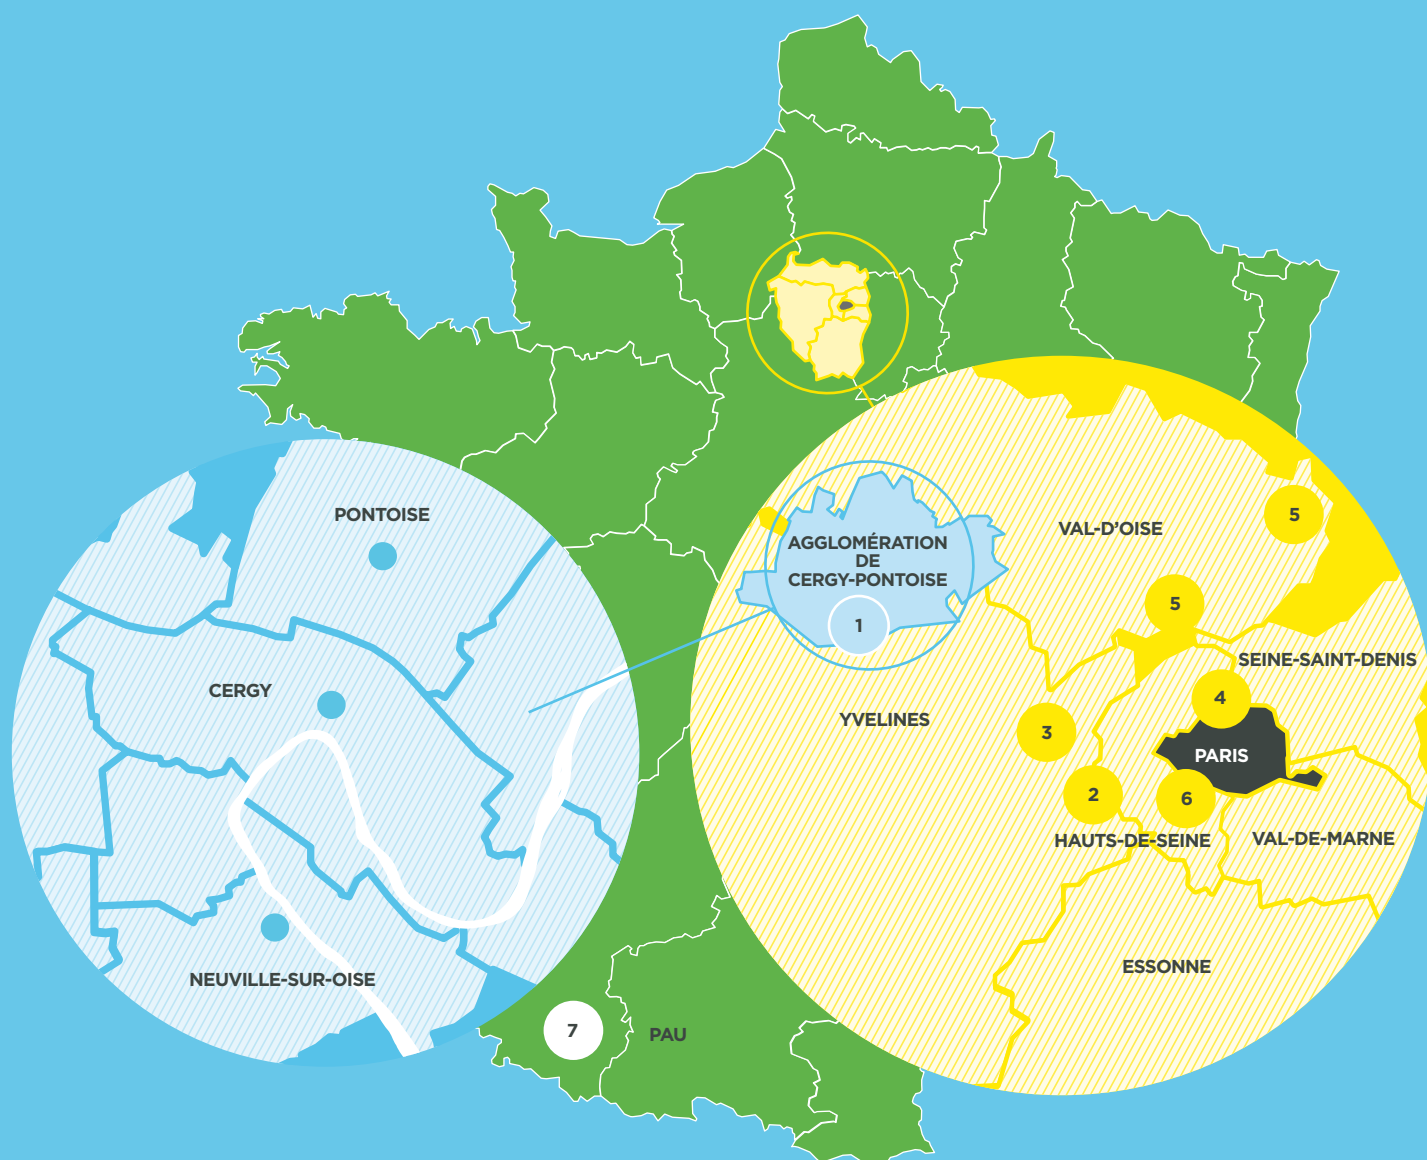 PONTOISE
CERGY
NEUVILLE-SUR-OISE
AGGLOMÉRATION
DE
CERGY-PONTOISE
1
VAL-D'OISE
5
5
SEINE-SAINT-DENIS
4
YVELINES
3
PARIS
2
6
HAUTS-DE-SEINE
VAL-DE-MARNE
ESSONNE
7
PAU